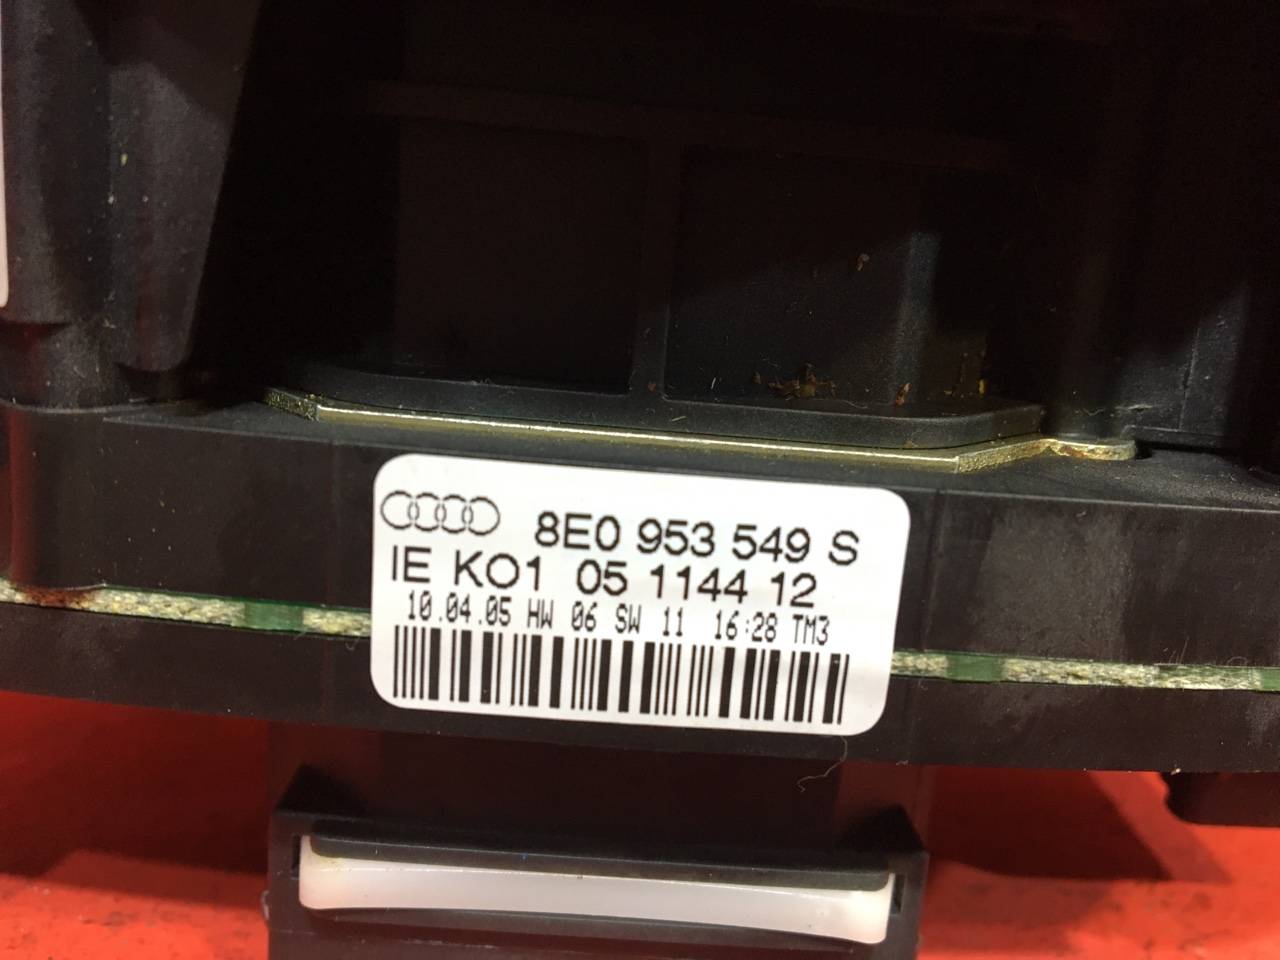 8E0 953 549 S
IE KO1 05 1144 12
10.04.05 HW 06 SW 11 16:28 TM3